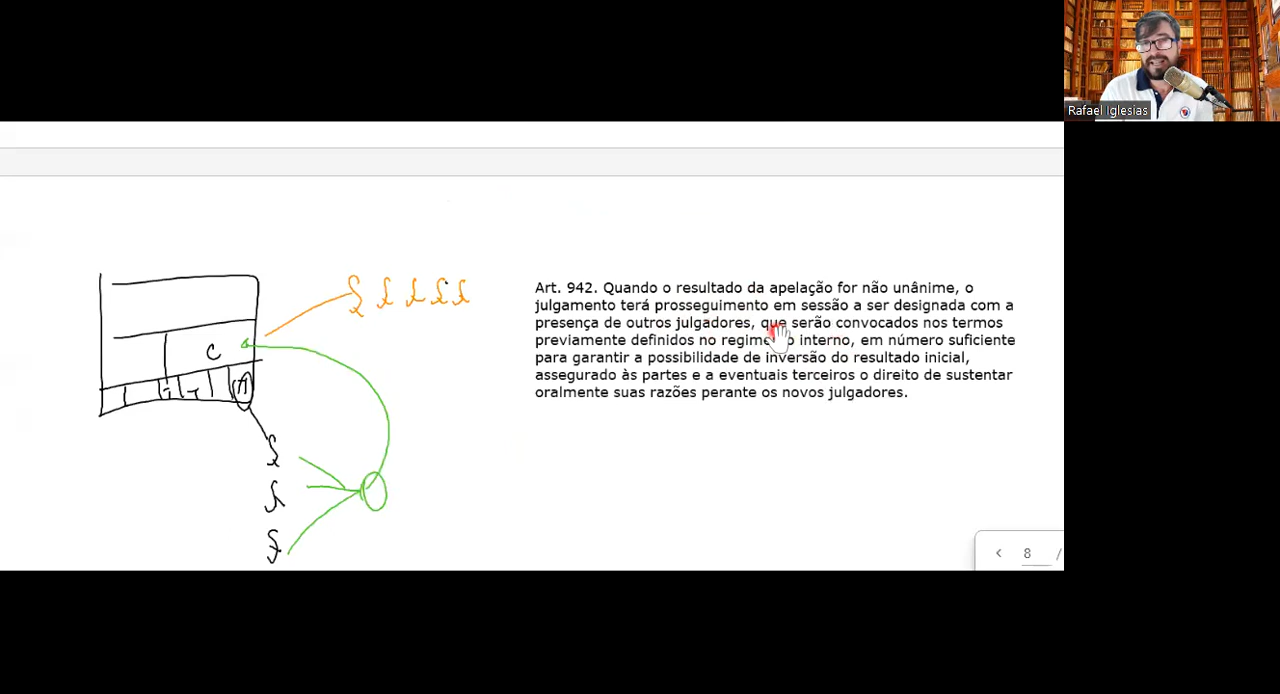 Rafael Iglesias
Art. 942. Quando o resultado da apelação for não unânime, o
julgamento terá prosseguimento em sessão a ser designada com a
presença de outros julgadores, que serão convocados nos termos
previamente definidos no regimento interno, em número suficiente
para garantir a possibilidade de inversão do resultado inicial,
assegurado às partes e a eventuais terceiros o direito de sustentar
oralmente suas razões perante os novos julgadores.
C
8 /